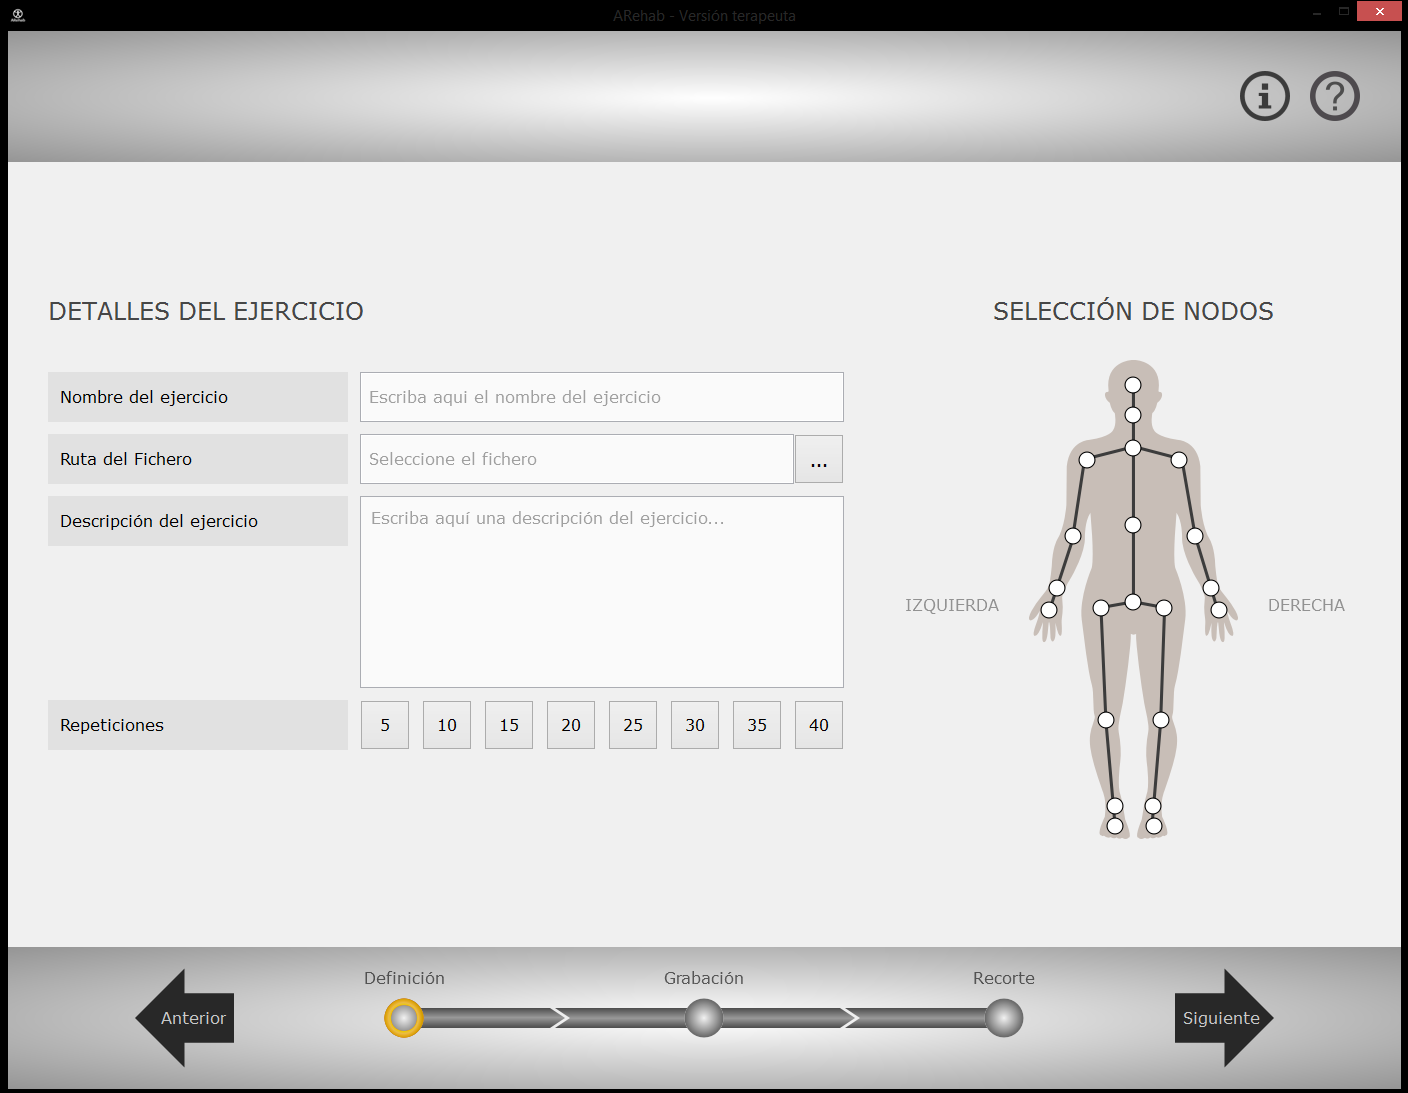 ARehab - Versión terapeuta
DETALLES DEL EJERCICIO
Nombre del ejercicio
Escriba aqui el nombre del ejercicio
Ruta del Fichero
Seleccione el fichero
...
Descripción del ejercicio
Escriba aquí una descripción del ejercicio...
Repeticiones
5 10 15 20 25 30 35 40
SELECCIÓN DE NODOS
IZQUIERDA
DERECHA
Anterior
Definición
Grabación
Recorte
Siguiente